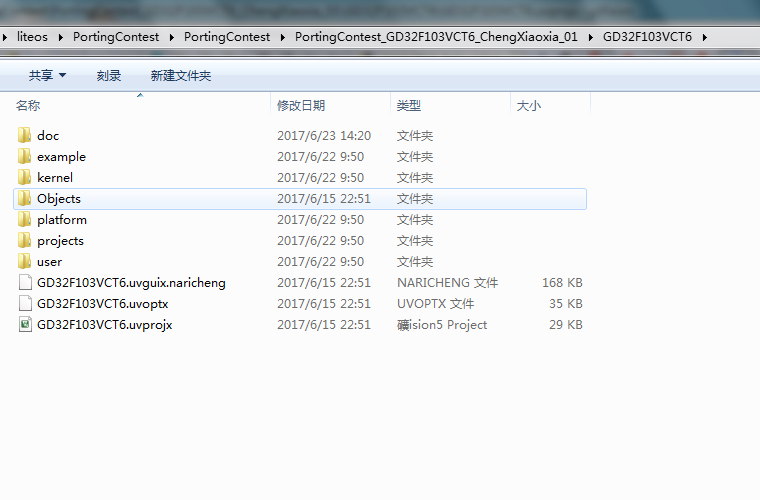 liteos PortingContest PortingContest PortingContest_GD32F103VCT6_ChengXiaoxia_01 GD32F103VCT6
共享 刻录 新建文件夹
名称 修改日期 类型 大小
doc 2017/6/23 14:20 文件夹
example 2017/6/22 9:50 文件夹
kernel 2017/6/22 9:50 文件夹
Objects 2017/6/15 22:51 文件夹
platform 2017/6/22 9:50 文件夹
projects 2017/6/22 9:50 文件夹
user 2017/6/22 9:50 文件夹
GD32F103VCT6.uvguix.naricheng 2017/6/15 22:51 NARICHENG 文件 168 KB
GD32F103VCT6.uvoptx 2017/6/15 22:51 UVOPTX 文件 35 KB
GD32F103VCT6.uvprojx 2017/6/15 22:51 礦ision5 Project 29 KB